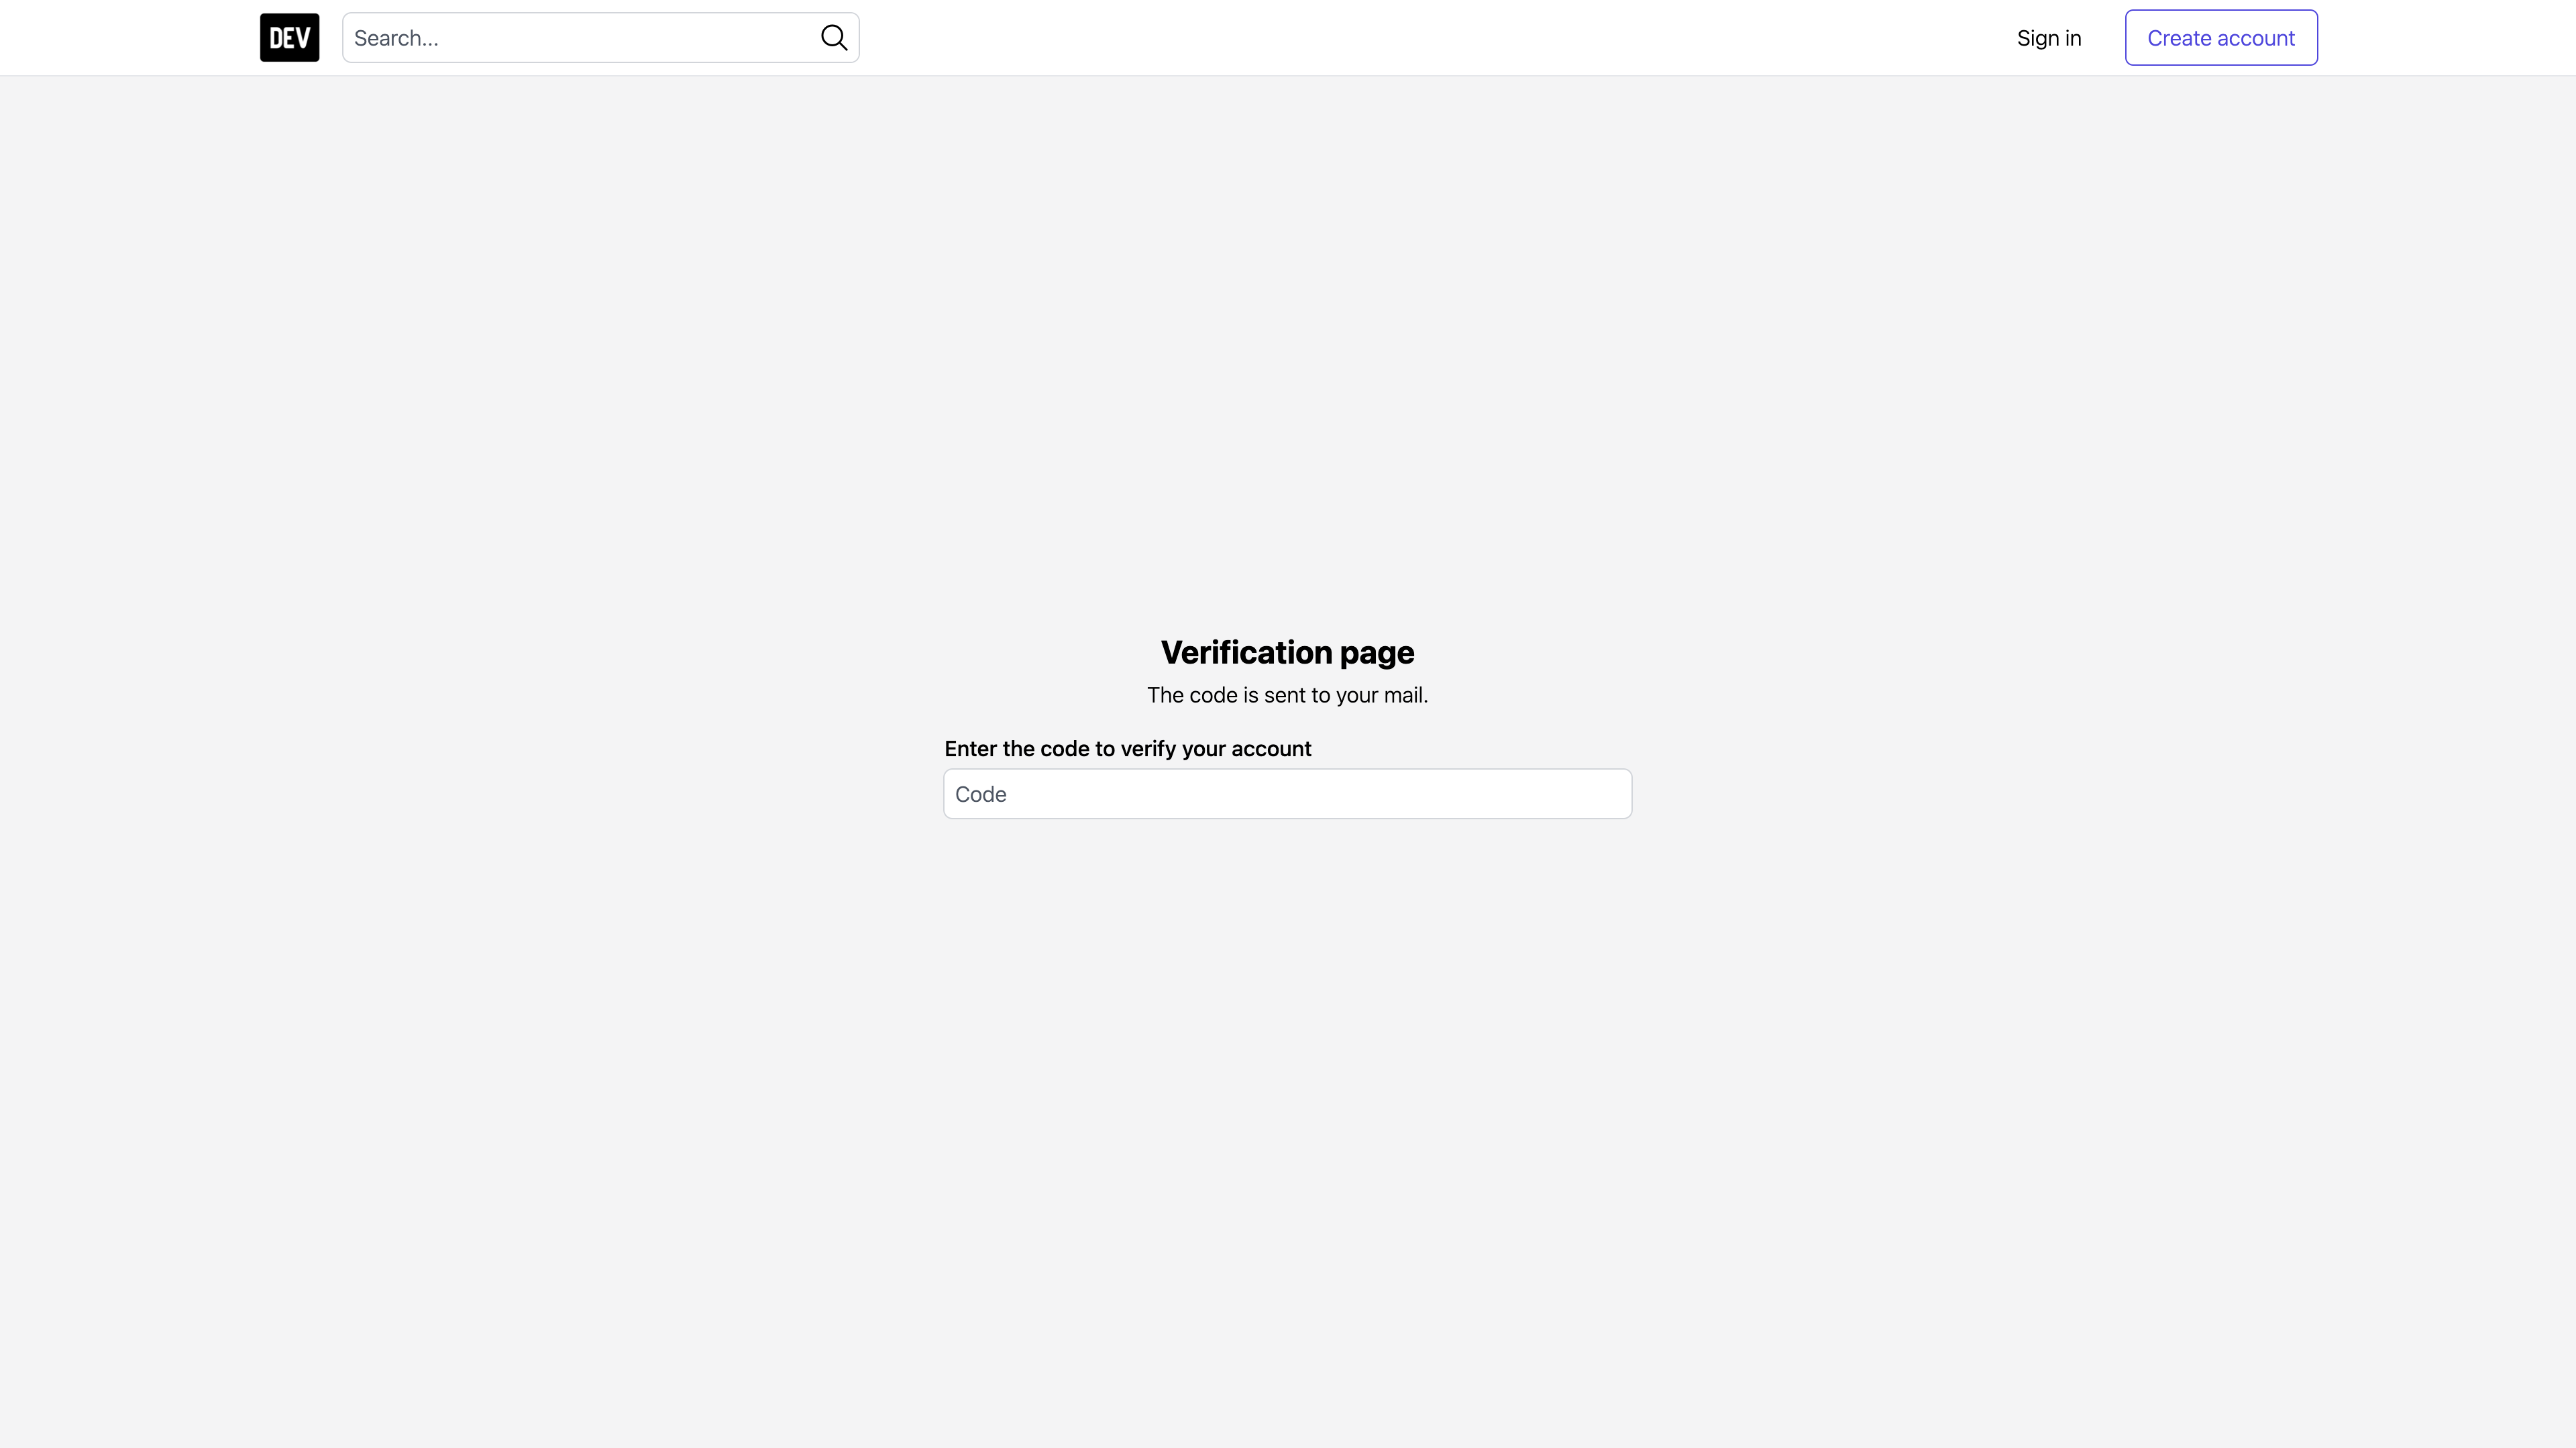 DEV
Search...
Sign in
Create account
Verification page
The code is sent to your mail.
Enter the code to verify your account
Code